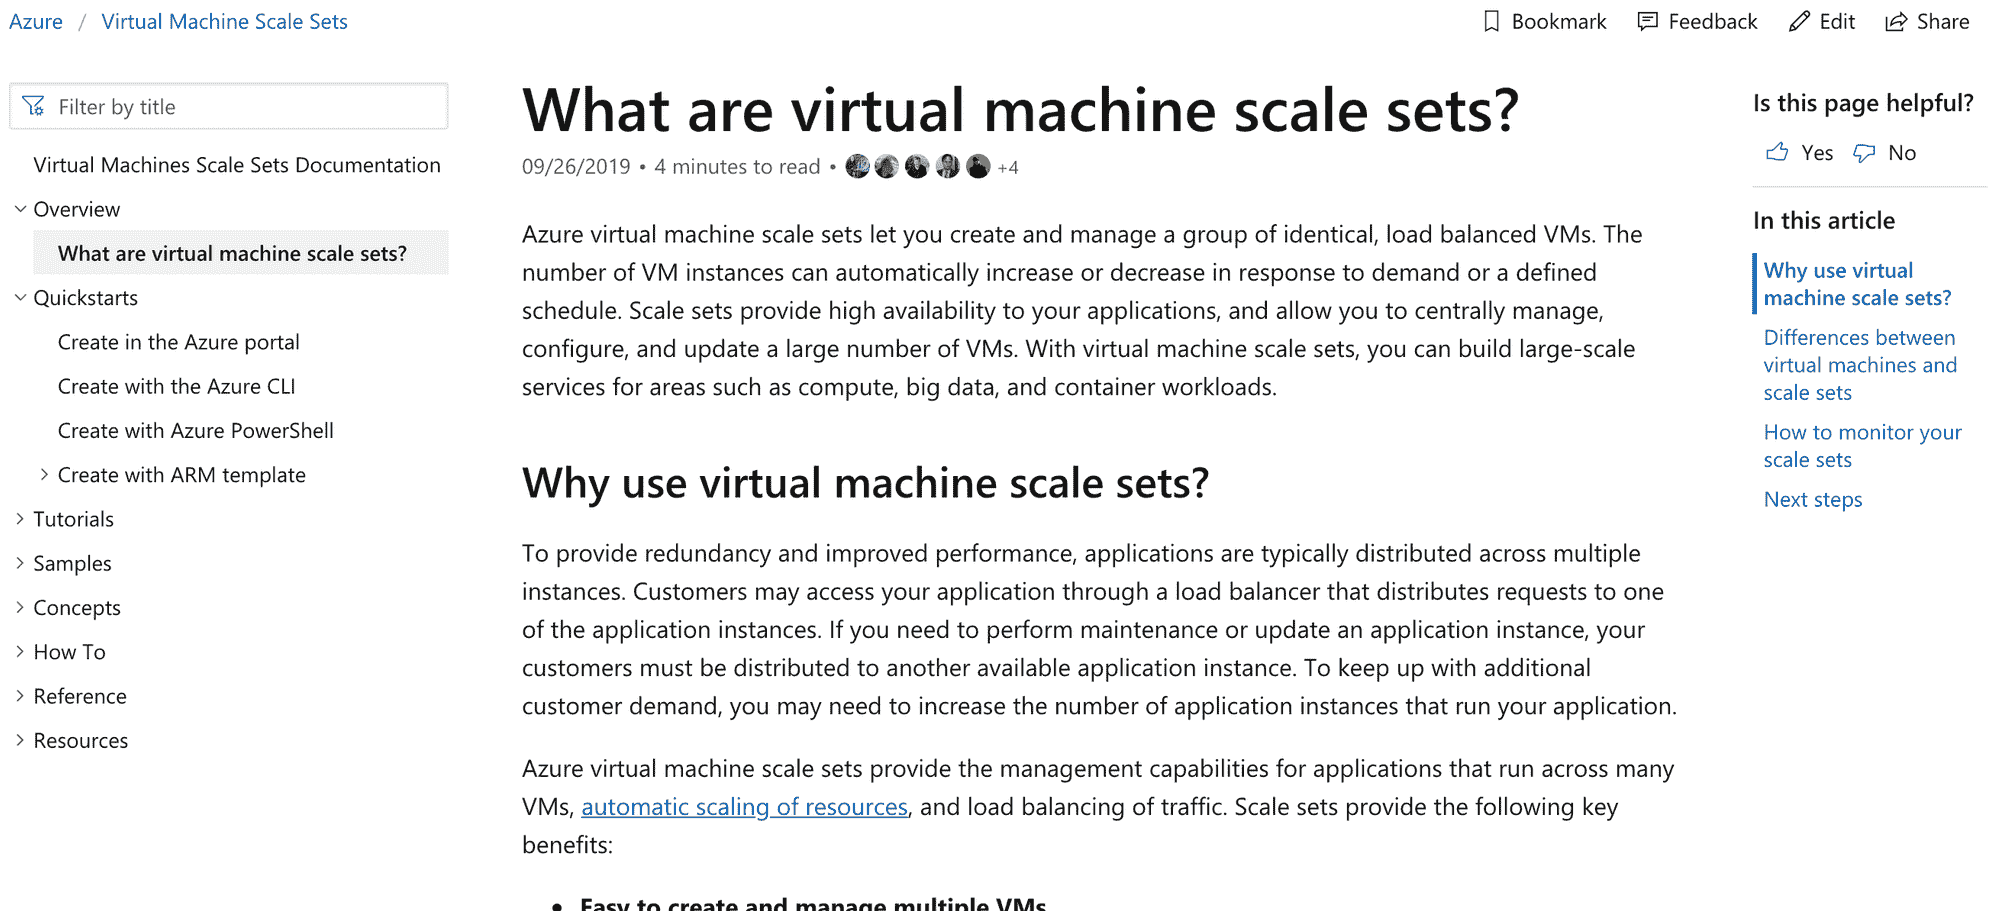 Azure / Virtual Machine Scale Sets
Bookmark Feedback Edit Share
Filter by title
Virtual Machines Scale Sets Documentation
Overview
What are virtual machine scale sets?
Quickstarts
Create in the Azure portal
Create with the Azure CLI
Create with Azure PowerShell
Create with ARM template
Tutorials
Samples
Concepts
How To
Reference
Resources
What are virtual machine scale sets?
09/26/2019 • 4 minutes to read • +4
Azure virtual machine scale sets let you create and manage a group of identical, load balanced VMs. The
number of VM instances can automatically increase or decrease in response to demand or a defined
schedule. Scale sets provide high availability to your applications, and allow you to centrally manage,
configure, and update a large number of VMs. With virtual machine scale sets, you can build large-scale
services for areas such as compute, big data, and container workloads.
Why use virtual machine scale sets?
To provide redundancy and improved performance, applications are typically distributed across multiple
instances. Customers may access your application through a load balancer that distributes requests to one
of the application instances. If you need to perform maintenance or update an application instance, your
customers must be distributed to another available application instance. To keep up with additional
customer demand, you may need to increase the number of application instances that run your application.
Azure virtual machine scale sets provide the management capabilities for applications that run across many
VMs, automatic scaling of resources, and load balancing of traffic. Scale sets provide the following key
benefits:
• Easy to create and manage multiple VMs
Is this page helpful?
Yes No
In this article
Why use virtual
machine scale sets?
Differences between
virtual machines and
scale sets
How to monitor your
scale sets
Next steps